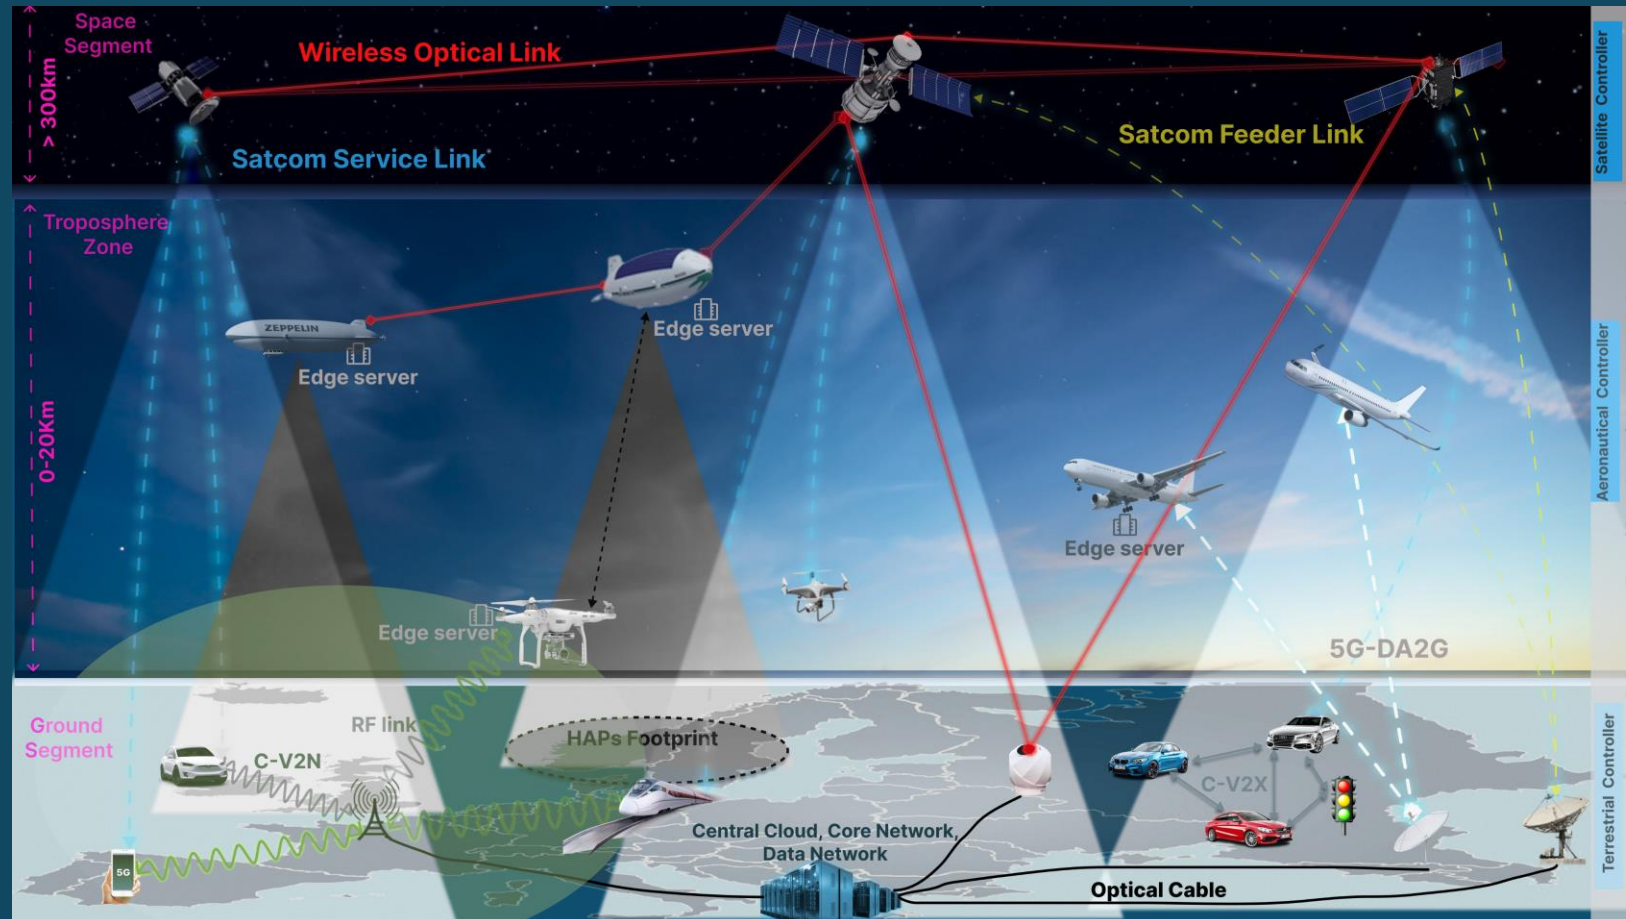 Space
Segment
> 300km
Wireless Optical Link
Satcom Service Link
Satcom Feeder Link
Satellite Controller
Troposphere
Zone
0-20Km
ZEPPELIN
Edge server
Edge server
Edge server
Edge server
5G-DA2G
Aeronautical Controller
Ground
Segment
RF link
C-V2N
HAPs Footprint
C-V2X
5G
Central Cloud, Core Network,
Data Network
Optical Cable
Terrestrial Controller